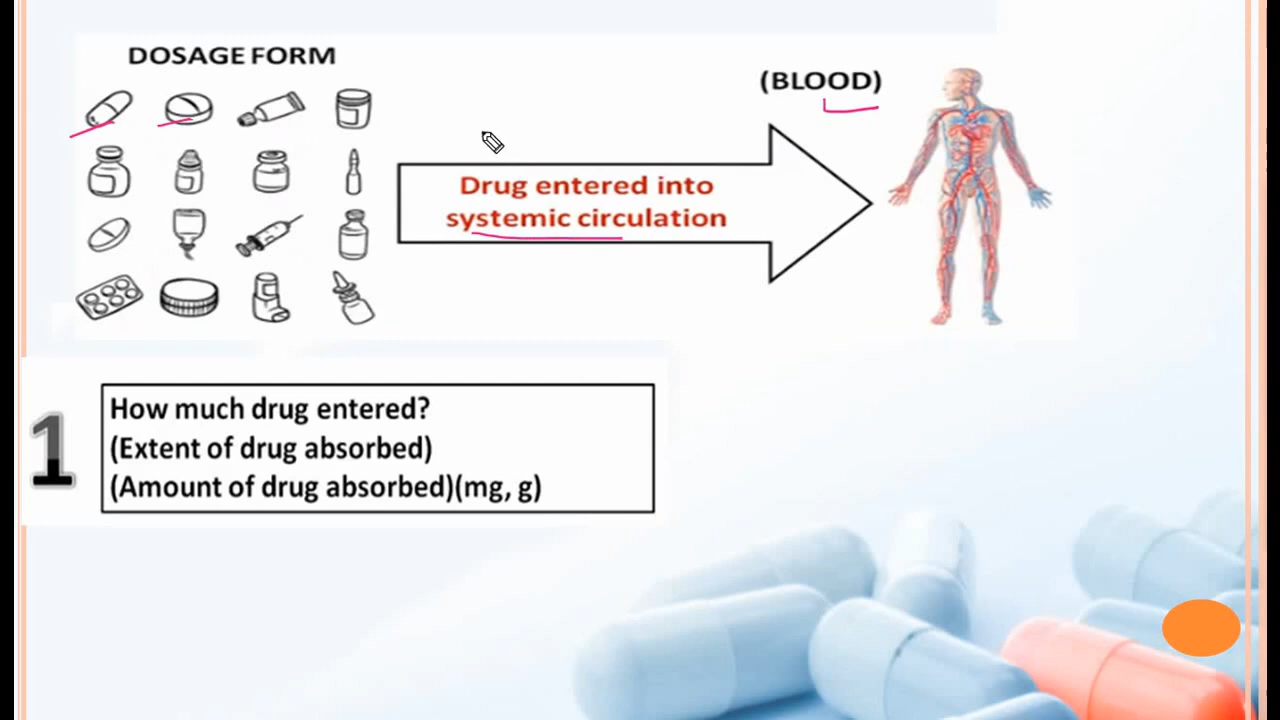 DOSAGE FORM
(BLOOD)
Drug entered into
systemic circulation
1
How much drug entered?
(Extent of drug absorbed)
(Amount of drug absorbed)(mg, g)